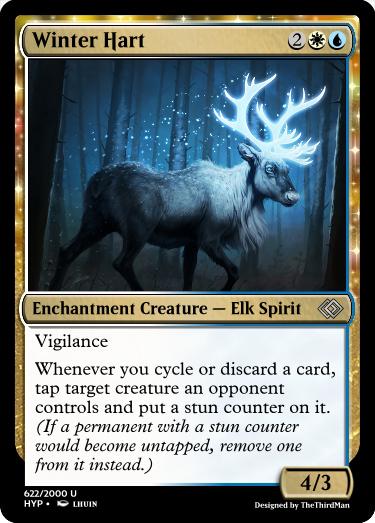 Winter Hart 2
Enchantment Creature — Elk Spirit
Vigilance
Whenever you cycle or discard a card,
tap target creature an opponent
controls and put a stun counter on it.
(If a permanent with a stun counter
would become untapped, remove one
from it instead.)
4/3
622/2000 U
HYP • LHUIN
Designed by TheThirdMan